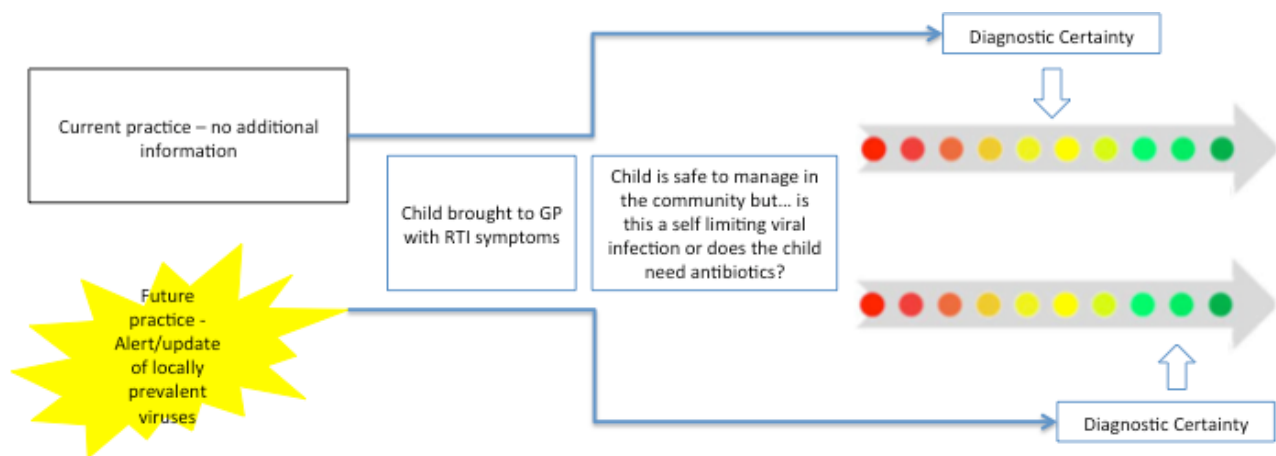 Diagnostic Certainty
Current practice – no additional
information
Child brought to GP
with RTI symptoms
Child is safe to manage in
the community but... is
this a self limiting viral
infection or does the child
need antibiotics?
Future
practice -
Alert/update
of locally
prevalent
viruses
Diagnostic Certainty